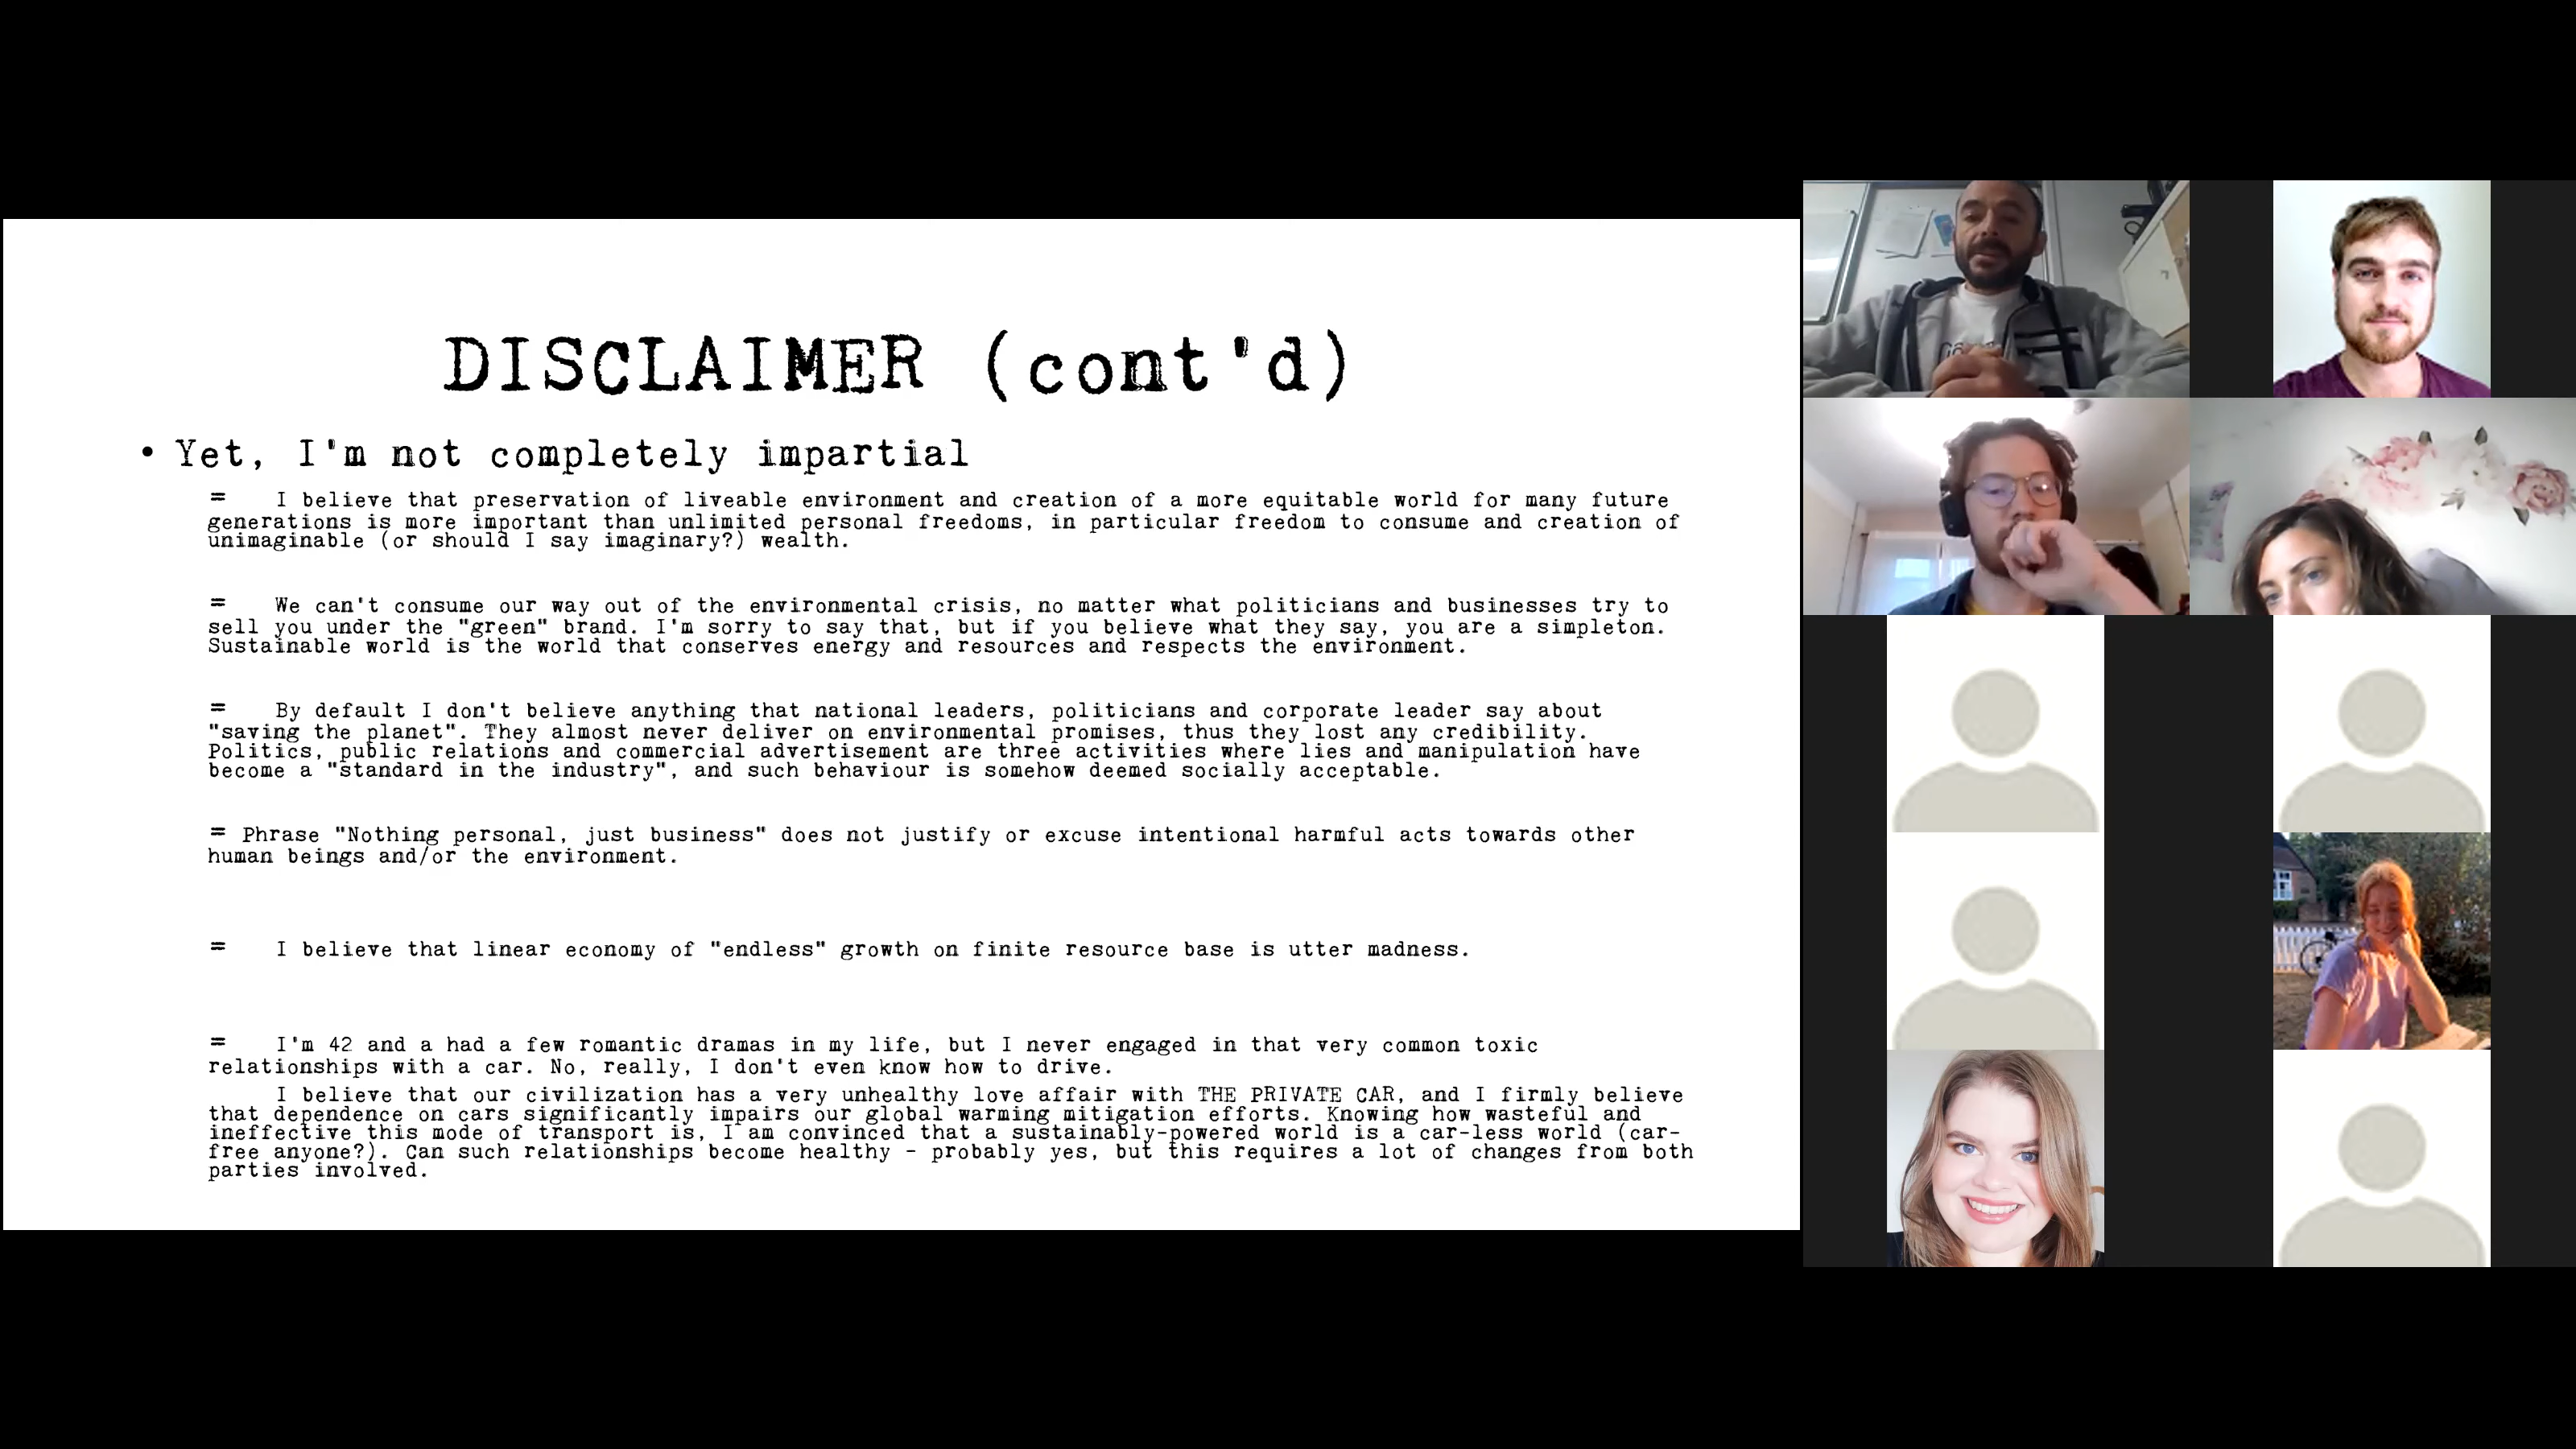 DISCLAIMER (cont'd)
• Yet, I'm not completely impartial
= I believe that preservation of liveable environment and creation of a more equitable world for many future
generations is more important than unlimited personal freedoms, in particular freedom to consume and creation of
unimaginable (or should I say imaginary?) wealth.
= We can't consume our way out of the environmental crisis, no matter what politicians and businesses try to
sell you under the "green" brand. I'm sorry to say that, but if you believe what they say, you are a simpleton.
Sustainable world is the world that conserves energy and resources and respects the environment.
= By default I don't believe anything that national leaders, politicians and corporate leader say about
"saving the planet". They almost never deliver on environmental promises, thus they lost any credibility.
Politics, public relations and commercial advertisement are three activities where lies and manipulation have
become a "standard in the industry", and such behaviour is somehow deemed socially acceptable.
= Phrase "Nothing personal, just business" does not justify or excuse intentional harmful acts towards other
human beings and/or the environment.
= I believe that linear economy of "endless" growth on finite resource base is utter madness.
= I'm 42 and a had a few romantic dramas in my life, but I never engaged in that very common toxic
relationships with a car. No, really, I don't even know how to drive.
I believe that our civilization has a very unhealthy love affair with THE PRIVATE CAR, and I firmly believe
that dependence on cars significantly impairs our global warming mitigation efforts. Knowing how wasteful and
ineffective this mode of transport is, I am convinced that a sustainably-powered world is a car-less world (car-
free anyone?). Can such relationships become healthy - probably yes, but this requires a lot of changes from both
parties involved.